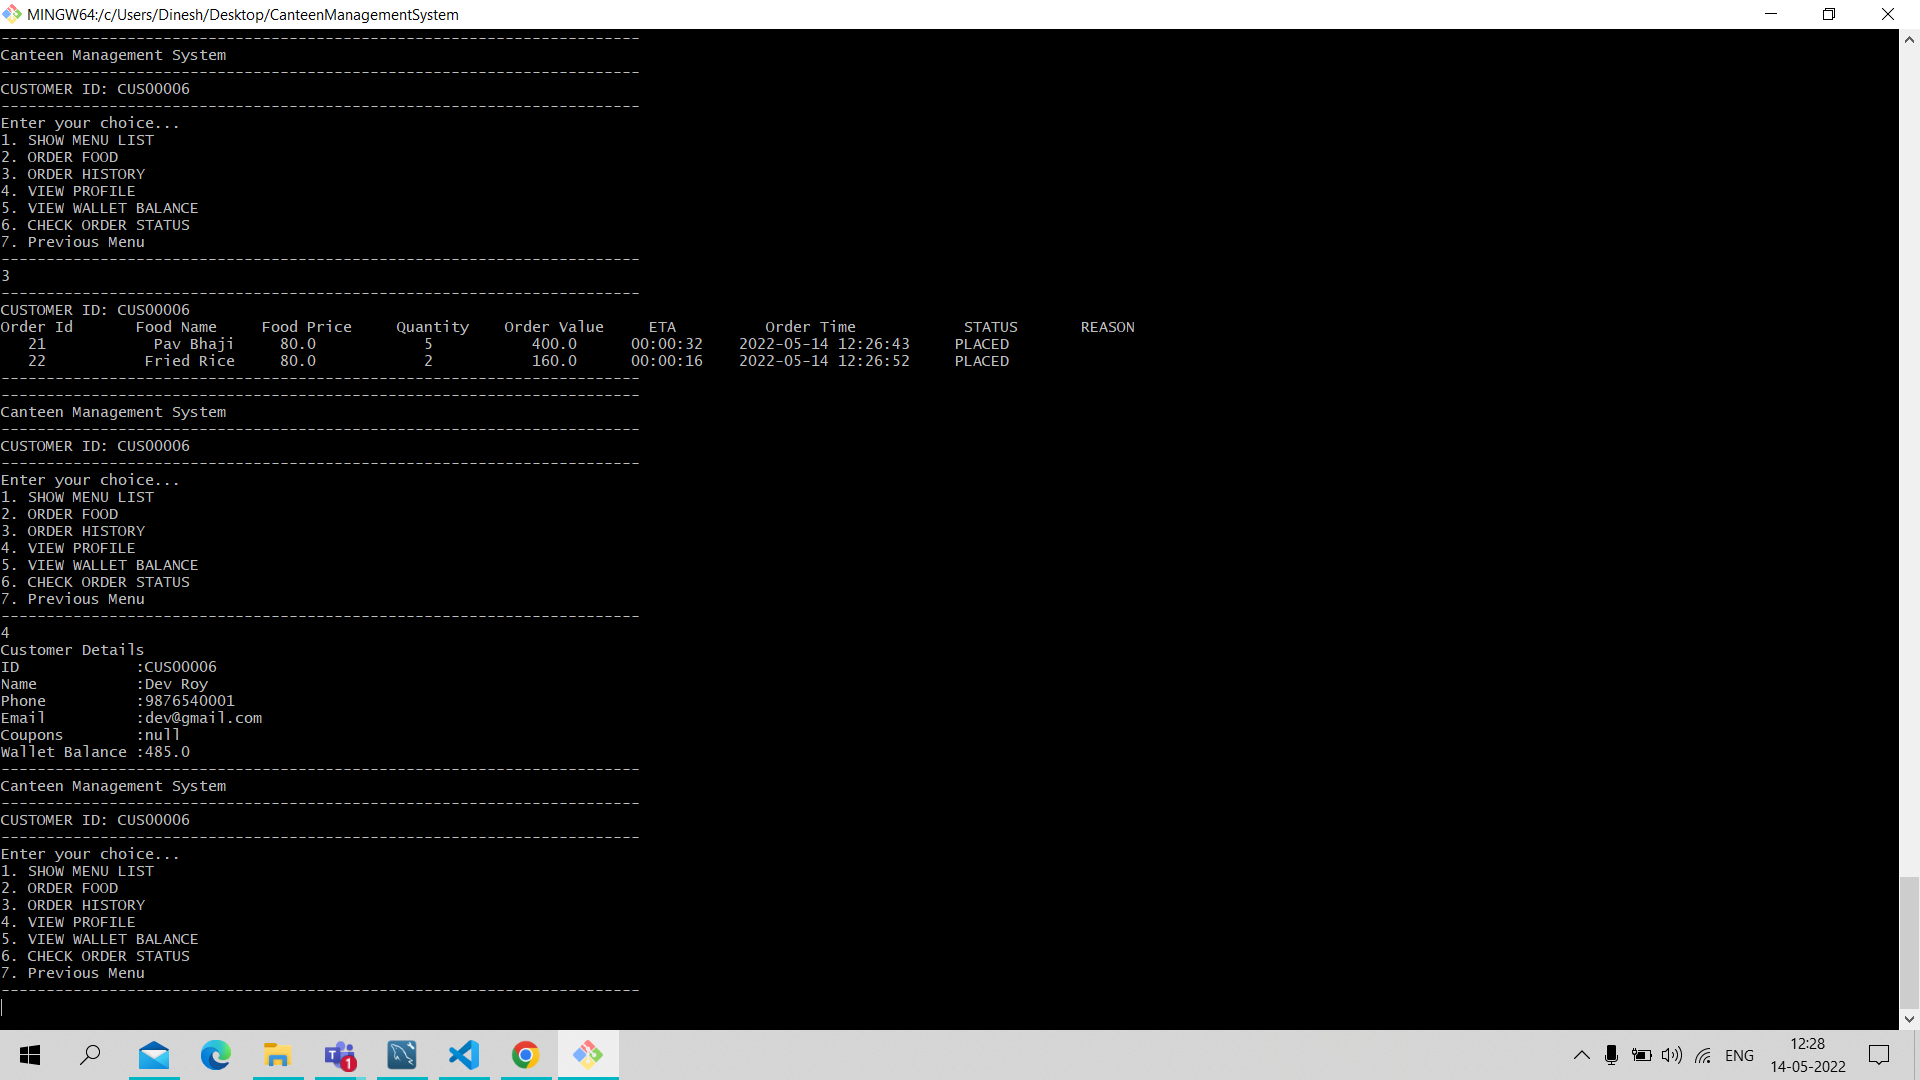 MINGW64:/c/Users/Dinesh/Desktop/CanteenManagementSystem
-----------------------------------------------------------------------
Canteen Management System
-----------------------------------------------------------------------
CUSTOMER ID: CUS00006
-----------------------------------------------------------------------
Enter your choice...
1. SHOW MENU LIST
2. ORDER FOOD
3. ORDER HISTORY
4. VIEW PROFILE
5. VIEW WALLET BALANCE
6. CHECK ORDER STATUS
7. Previous Menu
-----------------------------------------------------------------------
3
-----------------------------------------------------------------------
CUSTOMER ID: CUS00006
Order Id       Food Name     Food Price     Quantity    Order Value     ETA          Order Time            STATUS       REASON
   21            Pav Bhaji     80.0            5           400.0      00:00:32    2022-05-14 12:26:43     PLACED
   22           Fried Rice     80.0            2           160.0      00:00:16    2022-05-14 12:26:52     PLACED
-----------------------------------------------------------------------
-----------------------------------------------------------------------
Canteen Management System
-----------------------------------------------------------------------
CUSTOMER ID: CUS00006
-----------------------------------------------------------------------
Enter your choice...
1. SHOW MENU LIST
2. ORDER FOOD
3. ORDER HISTORY
4. VIEW PROFILE
5. VIEW WALLET BALANCE
6. CHECK ORDER STATUS
7. Previous Menu
-----------------------------------------------------------------------
4
Customer Details
ID             :CUS00006
Name           :Dev Roy
Phone          :9876540001
Email          :dev@gmail.com
Coupons        :null
Wallet Balance :485.0
-----------------------------------------------------------------------
Canteen Management System
-----------------------------------------------------------------------
CUSTOMER ID: CUS00006
-----------------------------------------------------------------------
Enter your choice...
1. SHOW MENU LIST
2. ORDER FOOD
3. ORDER HISTORY
4. VIEW PROFILE
5. VIEW WALLET BALANCE
6. CHECK ORDER STATUS
7. Previous Menu
-----------------------------------------------------------------------
1
ENG
12:28
14-05-2022